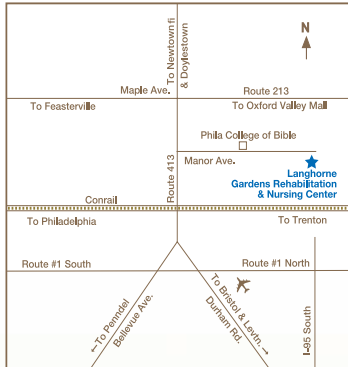 To Newtown fi
& Doylestown
N
Maple Ave.
Route 213
To Feasterville
To Oxford Valley Mall
Phila College of Bible
Manor Ave.
Route 413
Langhorne
Gardens Rehabilitation
& Nursing Center
Conrail
To Philadelphia
To Trenton
Route #1 South
Route #1 North
← To Penndel
Bellevue Ave.
To Bristol & Levtn. →
Durham Rd.
I-95 South